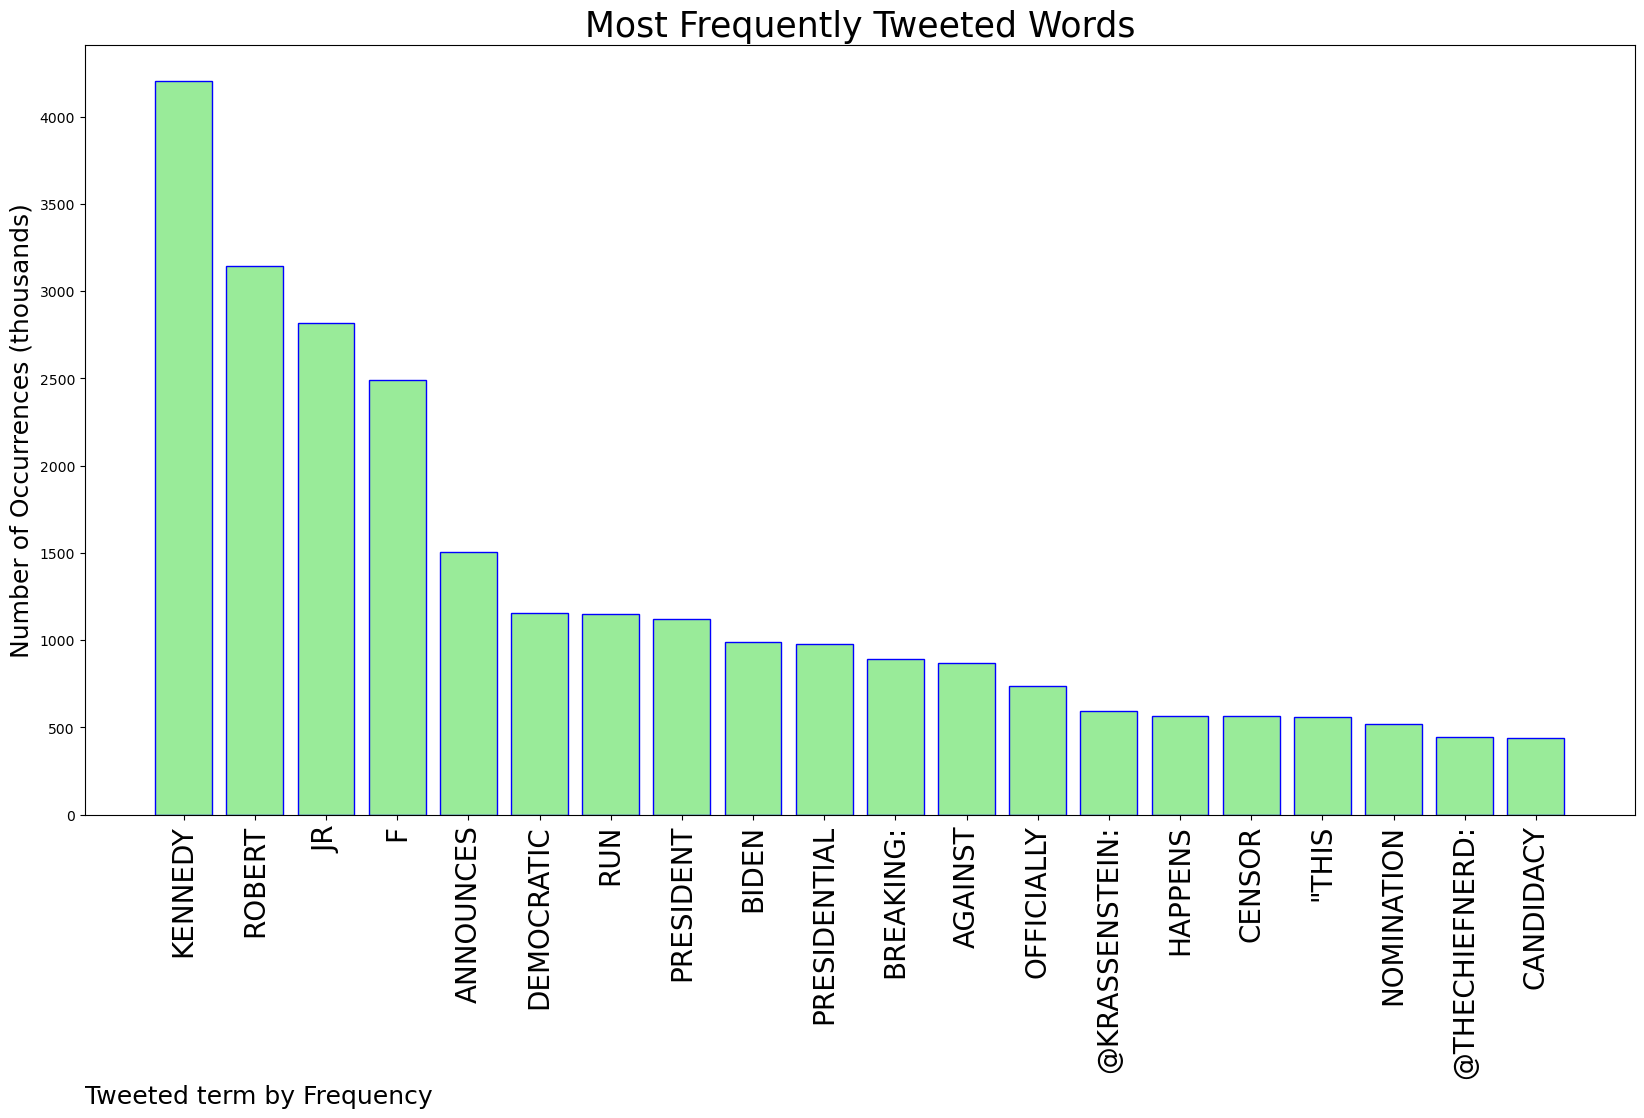 Most Frequently Tweeted Words
Number of Occurrences (thousands)
4000
3500
3000
2500
2000
1500
1000
500
0
KENNEDY
ROBERT
JR
F
ANNOUNCES
DEMOCRATIC
RUN
PRESIDENT
BIDEN
PRESIDENTIAL
BREAKING:
AGAINST
OFFICIALLY
@KRASSENSTEIN:
HAPPENS
CENSOR
"THIS
NOMINATION
@THECHIEFNERD:
CANDIDACY
Tweeted term by Frequency